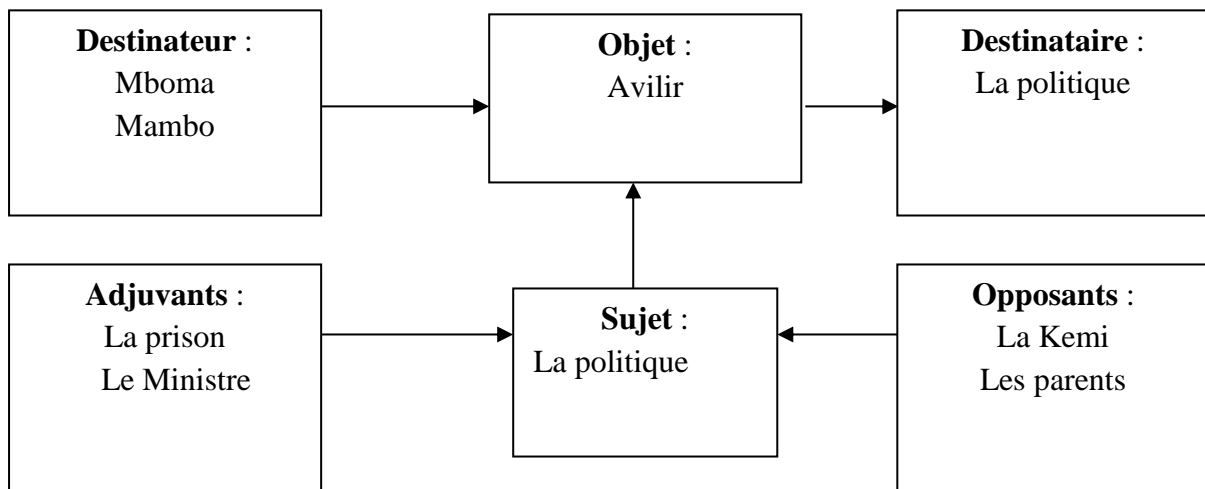 Destinateur :
Mboma
Mambo
Objet :
Avilir
Destinataire :
La politique
Adjuvants :
La prison
Le Ministre
Sujet :
La politique
Opposants :
La Kemi
Les parents